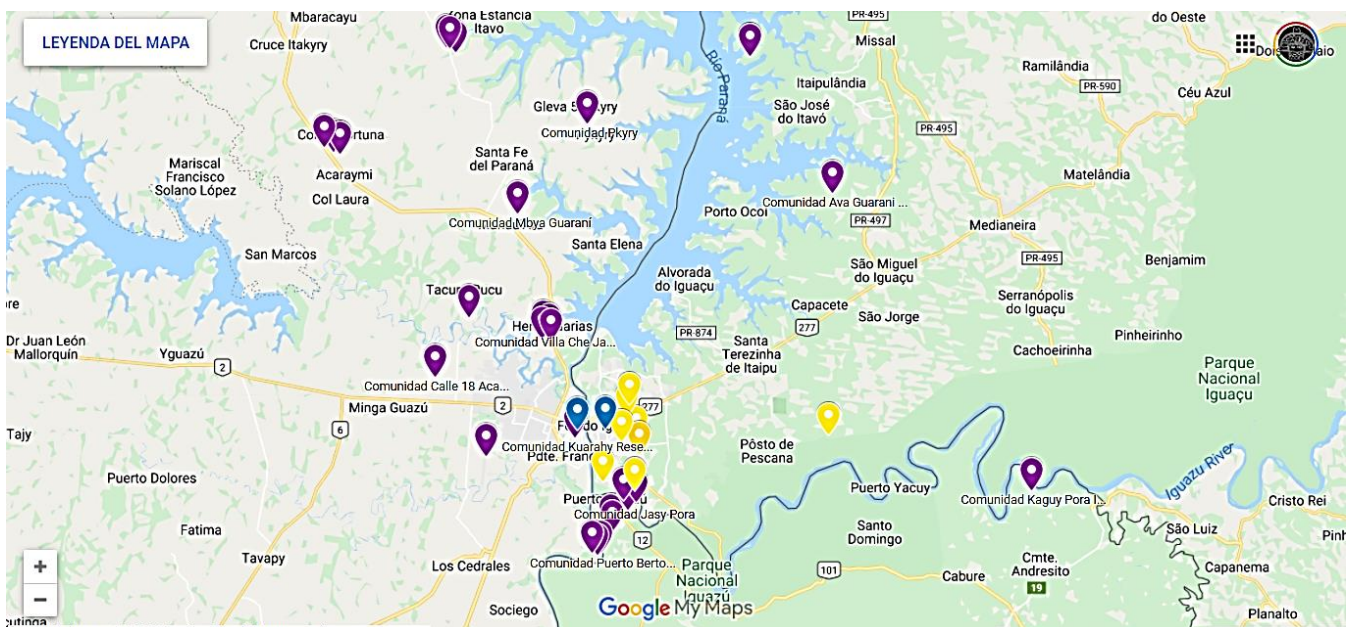 LEYENDA DEL MAPA
Mbaracayu
Zona Estancia
Itavo
Cruce Itakyry
PR-495
do Oeste
Missal
Ramilândia
PR-590
Céu Azul
Itaipulândia
São José
do Itavó
Río Paraná
Comunidad Pkyry
PR-495
Mariscal
Francisco
Solano López
Acaraymi
Col Laura
Santa Fe
del Paraná
Matelândia
Comunidad Mbya Guaraní
Comunidad Ava Guarani ...
Porto Ocoi
PR-497
Medianeira
San Marcos
Santa Elena
PR-495
Benjamim
Alvorada
do Iguaçu
São Miguel
do Iguaçu
Serranópolis
do Iguaçu
Capacete
São Jorge
277
PR-874
Pinheirinho
Cachoeirinha
Dr Juan León
Mallorquín
Yguazú
2
Comunidad Villa Che Ja...
Santa
Terezinha
de Itaipu
Parque
Nacional
Iguaçu
Comunidad Calle 18 Aca...
Minga Guazú
2
277
6
Tajy
Comunidad Kuarahy Rese...
Pôsto de
Pescana
Puerto Dolores
Puerto Yacuy
Comunidad Kaguy Pora I...
Iguazu River
Cristo Rei
Comunidad Jasy Pora
Fatima
Santo
Domingo
São Luiz
12
Tavapy
Los Cedrales
Comunidad Puerto Berto...
Parque
Nacional
Iguazú
101
Cabure
Cmte.
Andresito
19
Capanema
Sociego
Planalto
Google My Maps
+
−